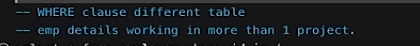 -- WHERE clause different table
-- emp details working in more than 1 project.